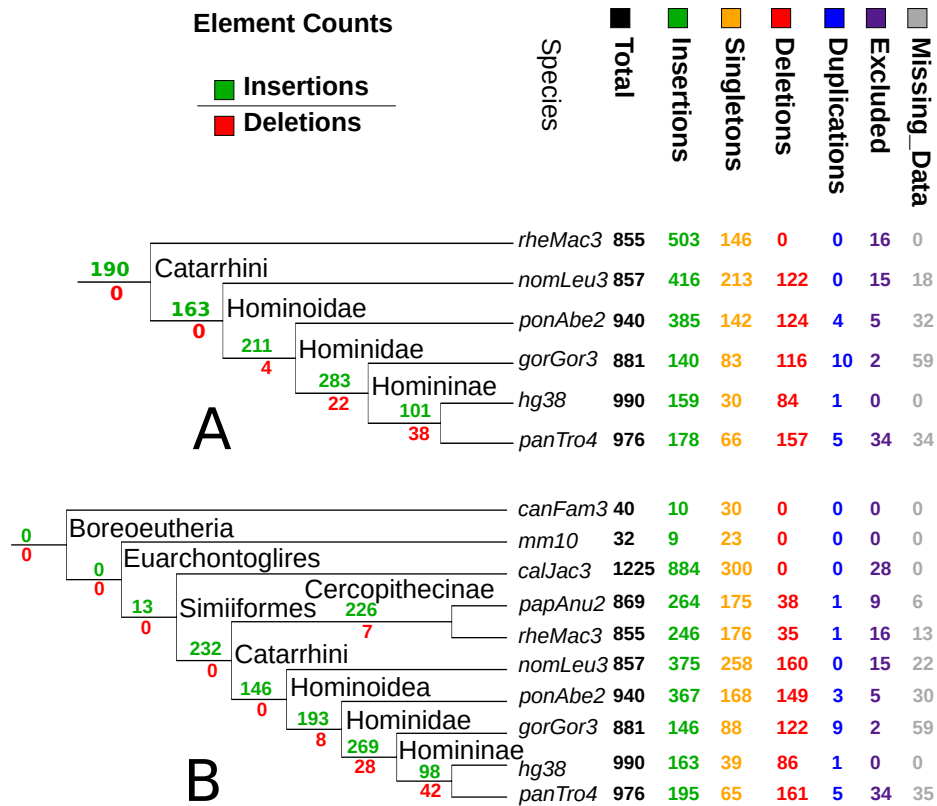 Element Counts
Insertions
Deletions
Species
Total
Insertions
Singletons
Deletions
Duplications
Excluded
Missing_Data
rheMac3 855 503 146 0 0 16 0
190 Catarrhini
0
nomLeu3 857 416 213 122 0 15 18
163 Hominoidae
0
ponAbe2 940 385 142 124 4 5 32
211 Hominidae
4
gorGor3 881 140 83 116 10 2 59
283 Homininae
22
hg38 990 159 30 84 1 0 0
101
38
panTro4 976 178 66 157 5 34 34
A
canFam3 40 10 30 0 0 0 0
0 Boreoeutheria
0
mm10 32 9 23 0 0 0 0
0 Euarchontoglires
0
calJac3 1225 884 300 0 0 28 0
13 Simiiformes
0
Cercopithecinae
226
7
papAnu2 869 264 175 38 1 9 6
rheMac3 855 246 176 35 1 16 13
232 Catarrhini
0
nomLeu3 857 375 258 160 0 15 22
146 Hominoidea
0
ponAbe2 940 367 168 149 3 5 30
193 Hominidae
8
gorGor3 881 146 88 122 9 2 59
269 Homininae
28
hg38 990 163 39 86 1 0 0
98
42
panTro4 976 195 65 161 5 34 35
B